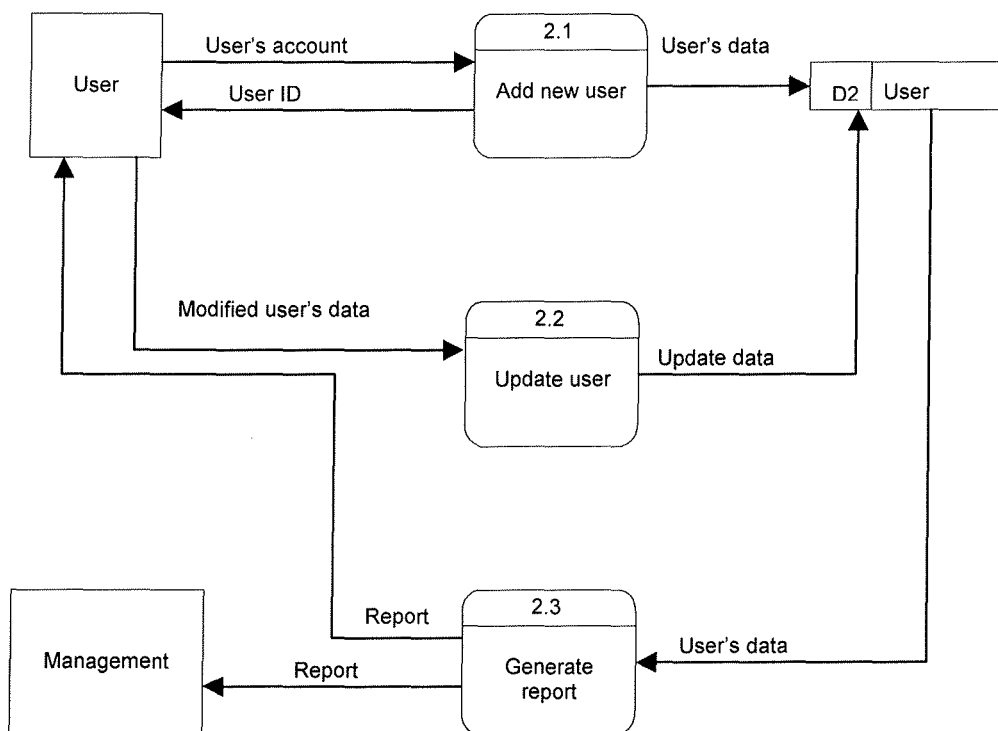 2.1
User's account
User's data
User
User ID
Add new user
D2
User
Modified user's data
2.2
Update user
Update data
2.3
Report
Management
Report
Generate
report
User's data